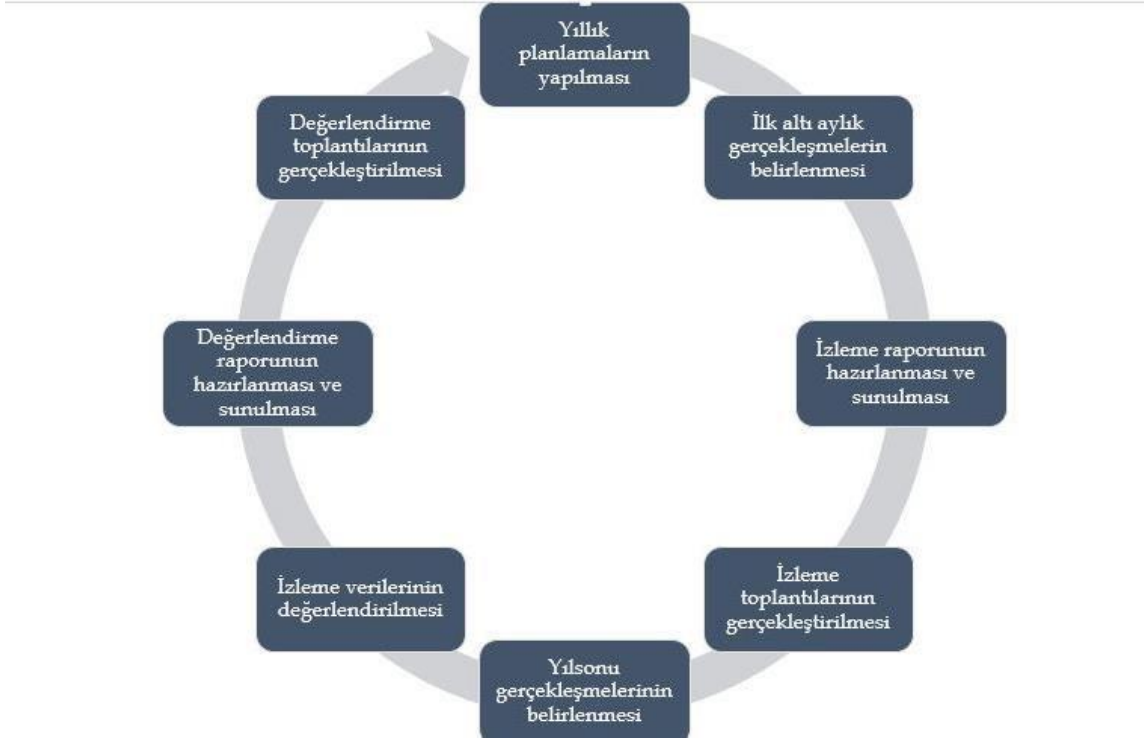 Yıllık
planlamaların
yapılması
İlk altı aylık
gerçekleşmelerin
belirlenmesi
İzleme raporunun
hazırlanması ve
sunulması
İzleme
toplantılarının
gerçekleştirilmesi
Yılsonu
gerçekleşmelerinin
belirlenmesi
İzleme verilerinin
değerlendirilmesi
Değerlendirme
raporunun
hazırlanması ve
sunulması
Değerlendirme
toplantılarının
gerçekleştirilmesi